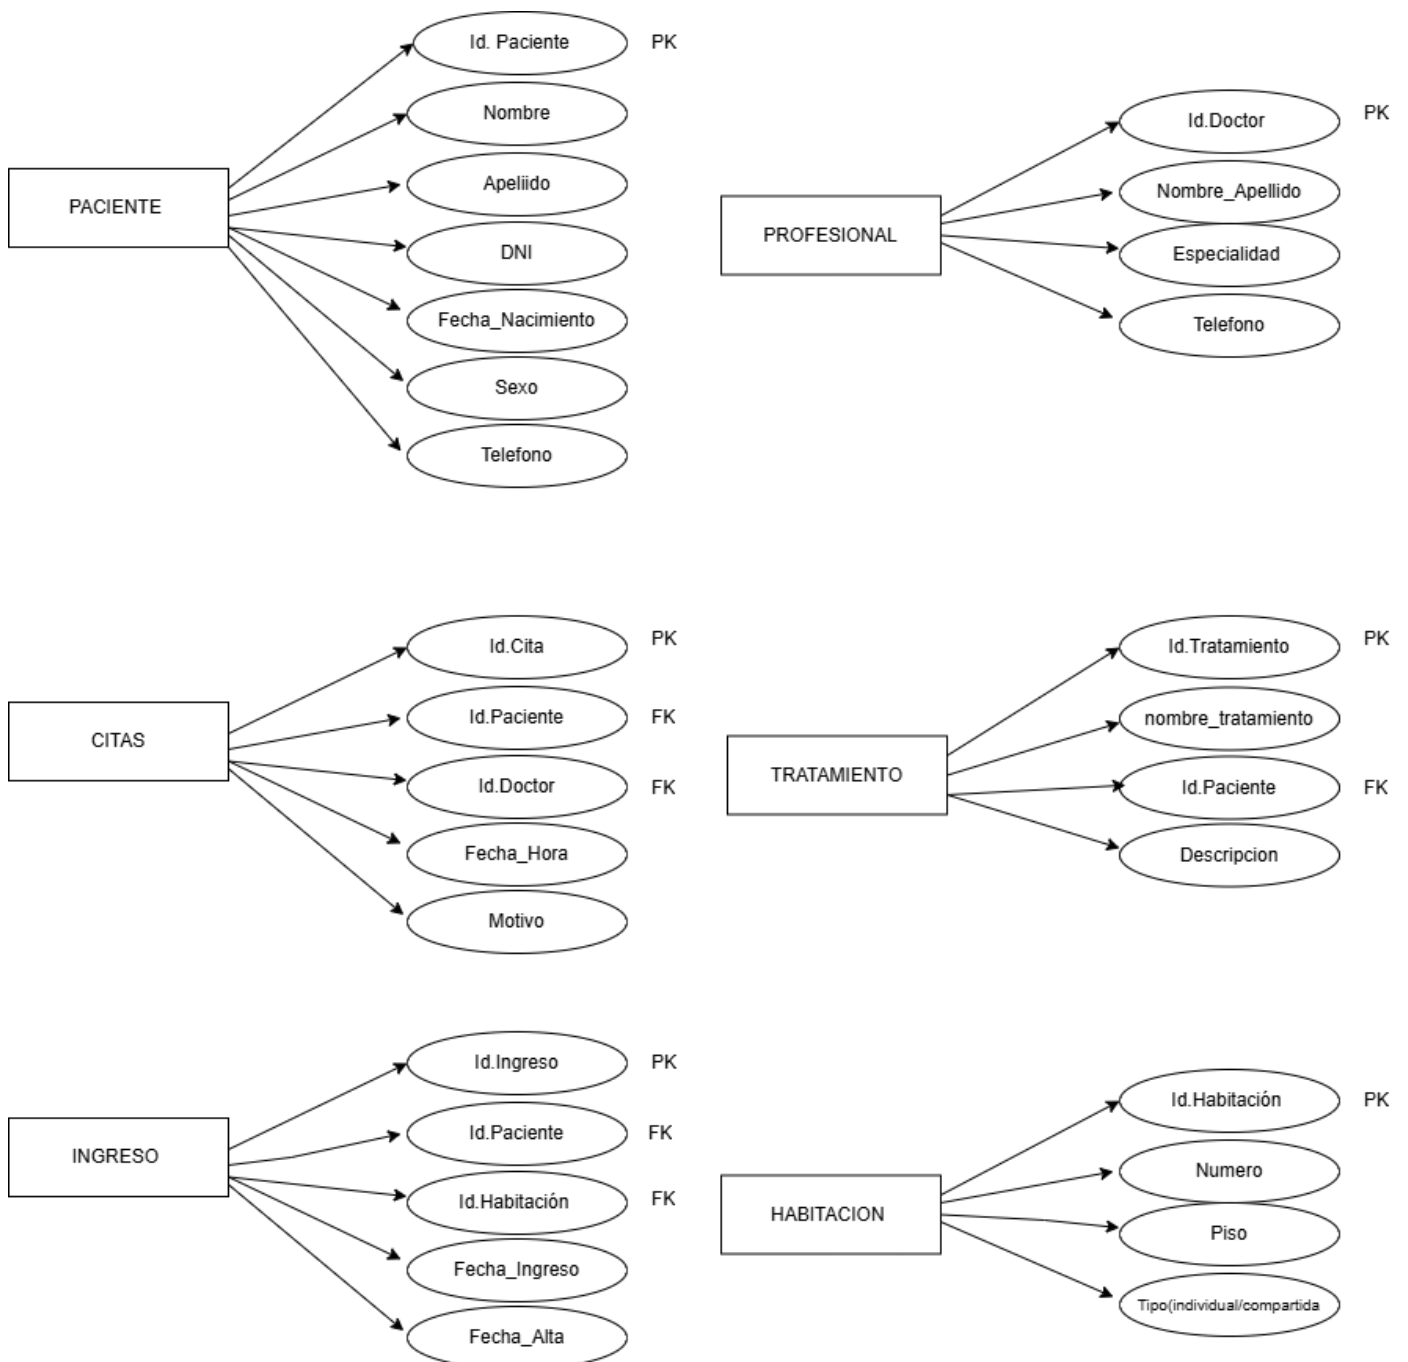 PACIENTE
Id. Paciente PK
Nombre
Apeliido
DNI
Fecha_Nacimiento
Sexo
Telefono
PROFESIONAL
Id.Doctor PK
Nombre_Apellido
Especialidad
Telefono
CITAS
Id.Cita PK
Id.Paciente FK
Id.Doctor FK
Fecha_Hora
Motivo
TRATAMIENTO
Id.Tratamiento PK
nombre_tratamiento
Id.Paciente FK
Descripcion
INGRESO
Id.Ingreso PK
Id.Paciente FK
Id.Habitación FK
Fecha_Ingreso
Fecha_Alta
HABITACION
Id.Habitación PK
Numero
Piso
Tipo(individual/compartida